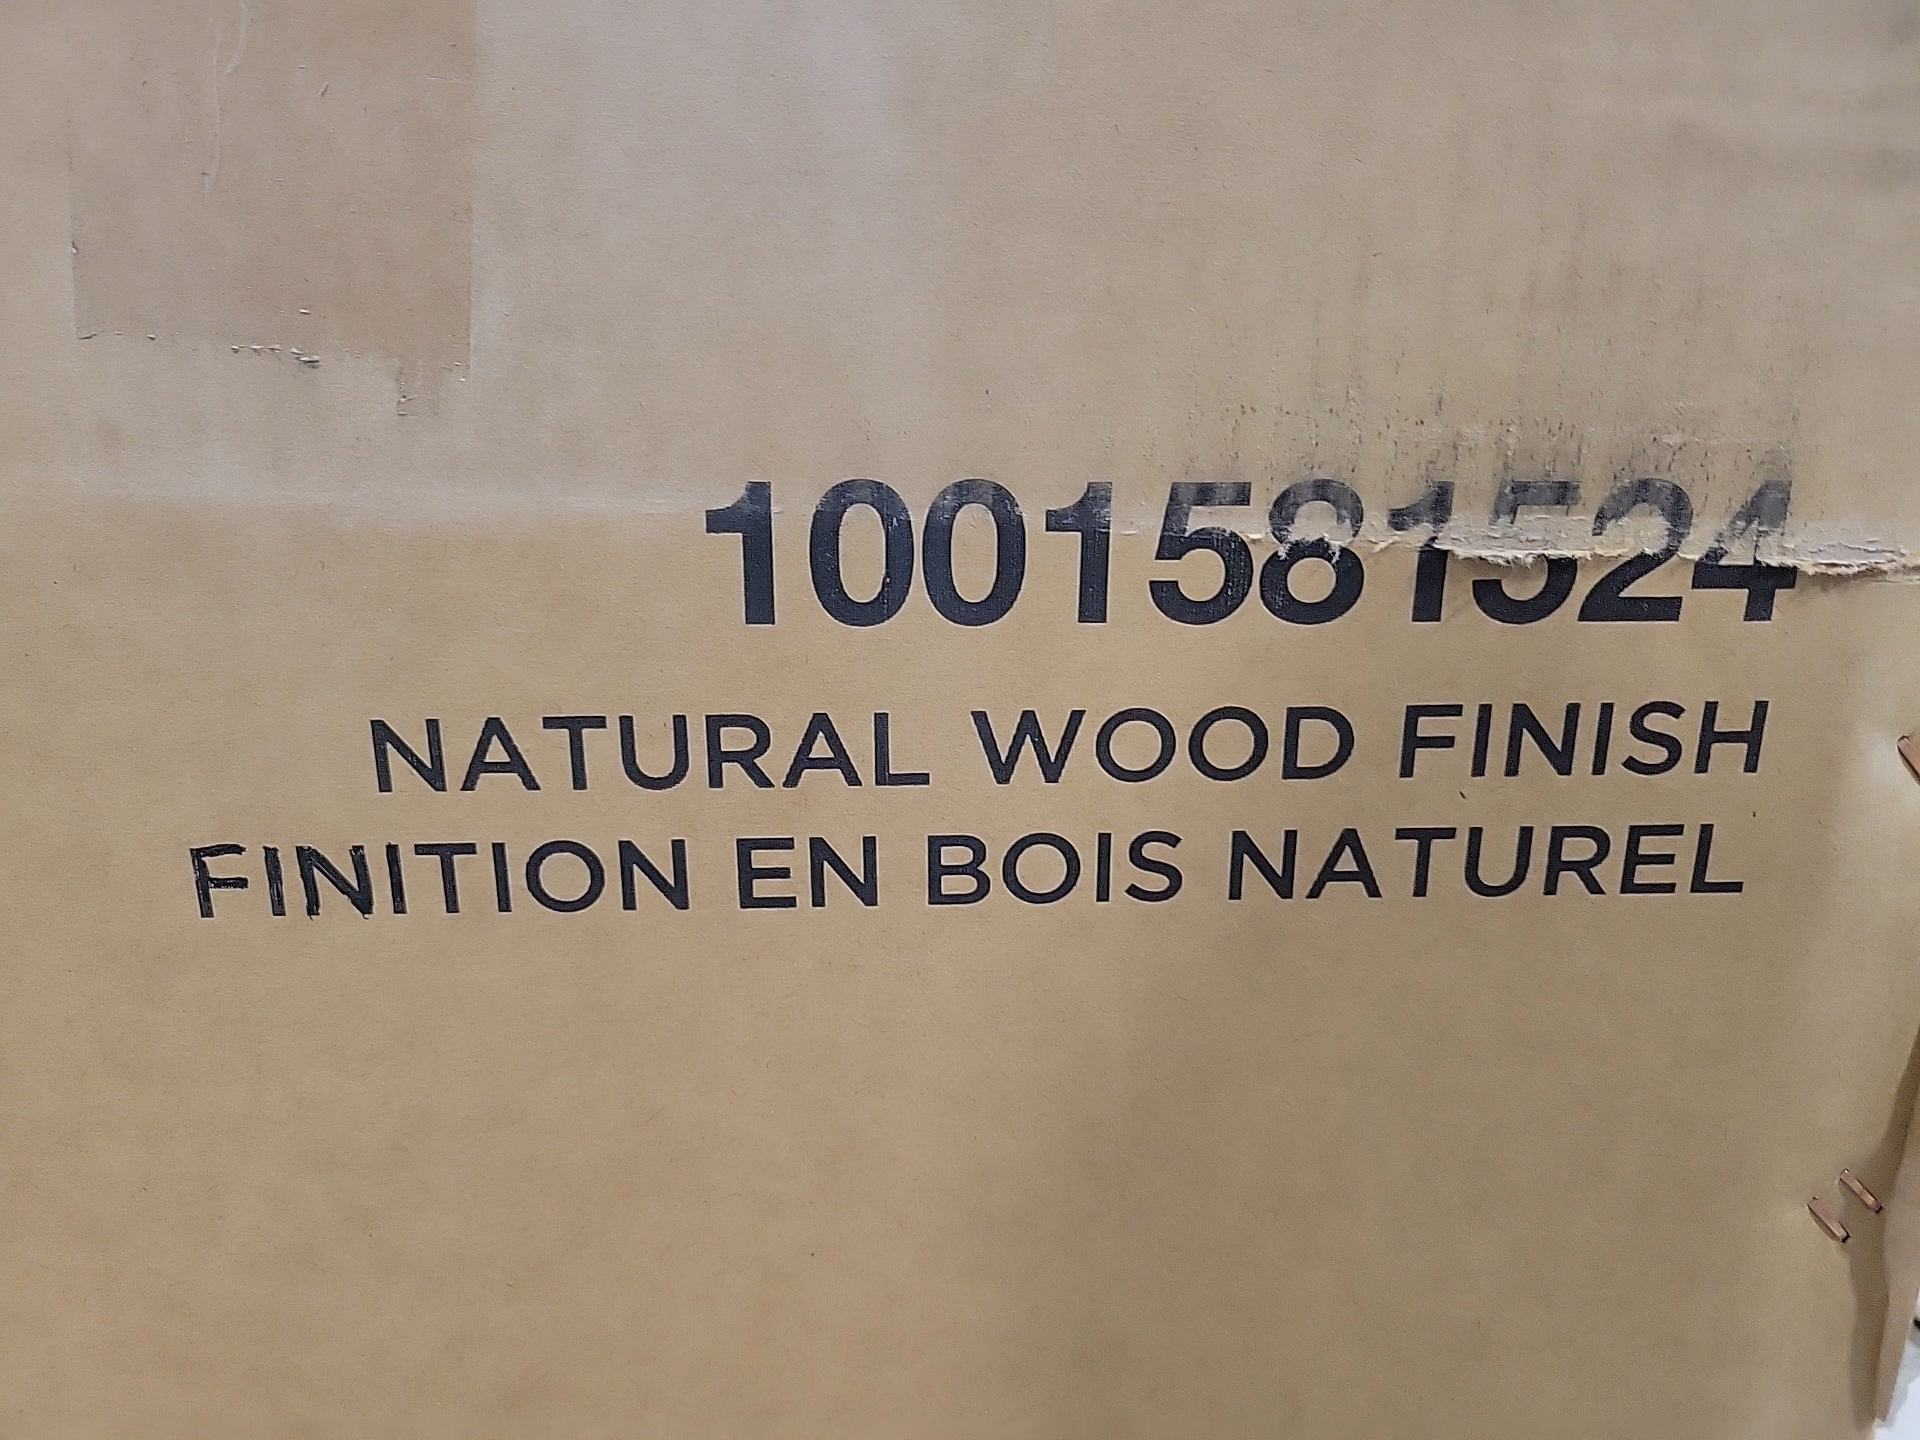 1001581524
NATURAL WOOD FINISH
FINITION EN BOIS NATUREL